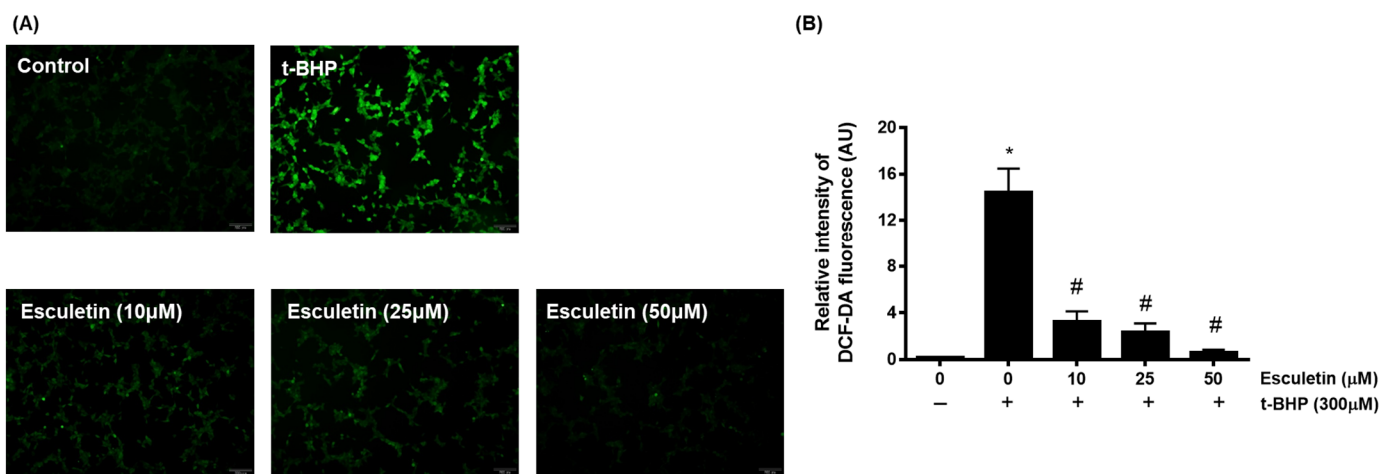 (A)
Control
t-BHP
Esculetin (10μM)
Esculetin (25μM)
Esculetin (50μM)
(B)
Relative intensity of
DCF-DA fluorescence (AU)
20
16
12
8
4
0
*
#
#
#
0 0 10 25 50 Esculetin (μM)
– + + + + t-BHP (300μM)